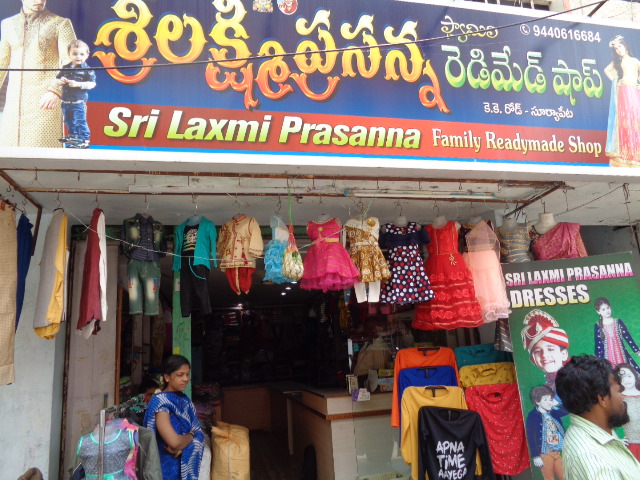 శ్రీలక్ష్మీప్రసన్న
ఫ్యామిలీ
9440616684
రెడిమేడ్ షాప్
కె.కె. రోడ్ - సూర్యాపేట
Sri Laxmi Prasanna Family Readymade Shop
SRI LAXMI PRASANNA
DRESSES
APNA
TIME
AAYEGA